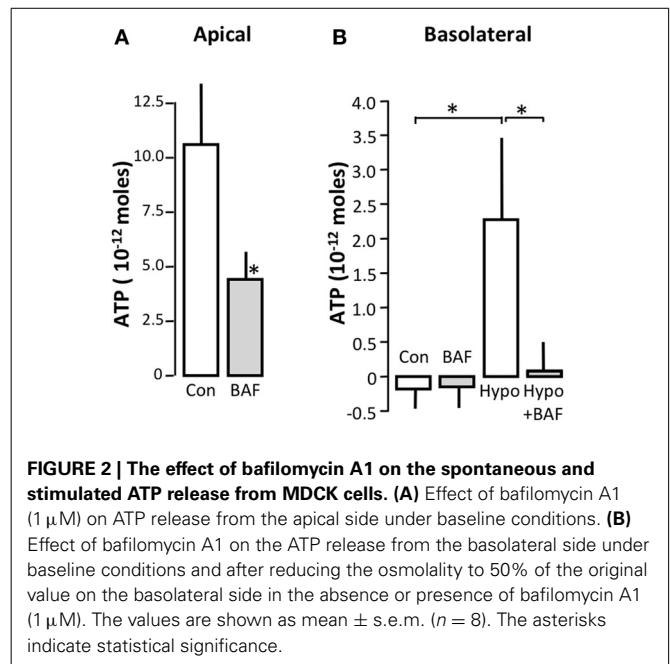 A Apical
ATP ( 10⁻¹² moles)
12.5
10.0
7.5
5.0
2.5
0
*
Con BAF
B Basolateral
ATP (10⁻¹² moles)
4.0
3.5
3.0
2.5
2.0
1.5
1.0
0.5
0
-0.5
* *
Con BAF
Hypo Hypo
+BAF
FIGURE 2 | The effect of bafilomycin A1 on the spontaneous and
stimulated ATP release from MDCK cells. (A) Effect of bafilomycin A1
(1 μM) on ATP release from the apical side under baseline conditions. (B)
Effect of bafilomycin A1 on the ATP release from the basolateral side under
baseline conditions and after reducing the osmolality to 50% of the original
value on the basolateral side in the absence or presence of bafilomycin A1
(1 μM). The values are shown as mean ± s.e.m. (n = 8). The asterisks
indicate statistical significance.